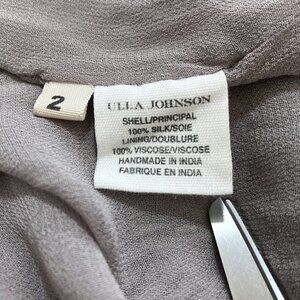 2
ULLA JOHNSON
SHELL/PRINCIPAL
100% SILK/SOIE
LINING/DOUBLURE
100% VISCOSE/VISCOSE
HANDMADE IN INDIA
FABRIQUE EN INDIA